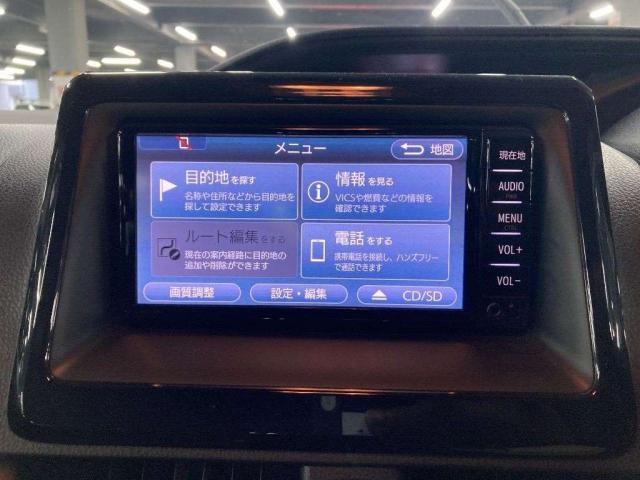 メニュー
地図
目的地を探す
名称や住所などから目的地を
探して設定できます
情報を見る
VICSや燃費などの情報を
確認できます
ルート編集をする
現在の案内経路に目的地の
追加や削除ができます
電話をする
携帯電話を接続し、ハンズフリー
で通話できます
画質調整
設定・編集
CD/SD
現在地
AUDIO
PWR
MENU
CTRL
VOL+
VOL−